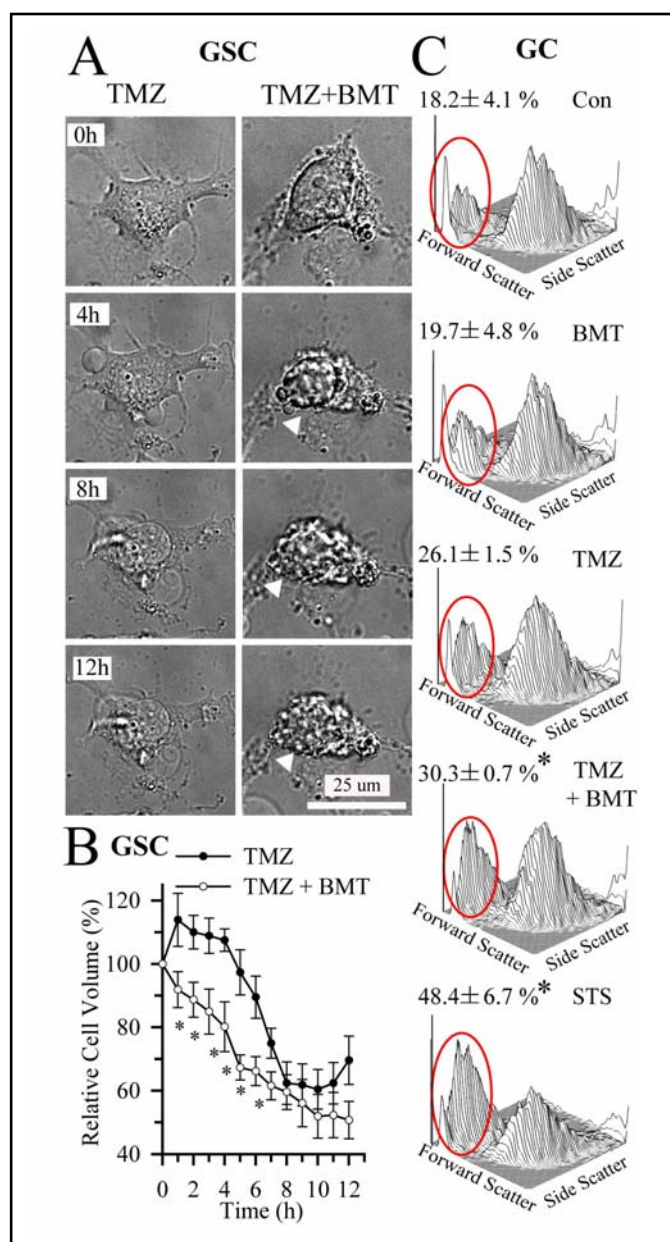 A
GSC
TMZ
TMZ+BMT
0h
4h
8h
12h
25 um
B
GSC
TMZ
TMZ + BMT
Relative Cell Volume (%)
120
100
80
60
40
*
*
*
*
*
*
0
2
4
6
8
10
12
Time (h)
C
GC
18.2± 4.1 %
Con
Forward Scatter
Side Scatter
19.7± 4.8 %
BMT
Forward Scatter
Side Scatter
26.1± 1.5 %
TMZ
Forward Scatter
Side Scatter
30.3± 0.7 %*
TMZ
+ BMT
Forward Scatter
Side Scatter
48.4± 6.7 %*
STS
Forward Scatter
Side Scatter